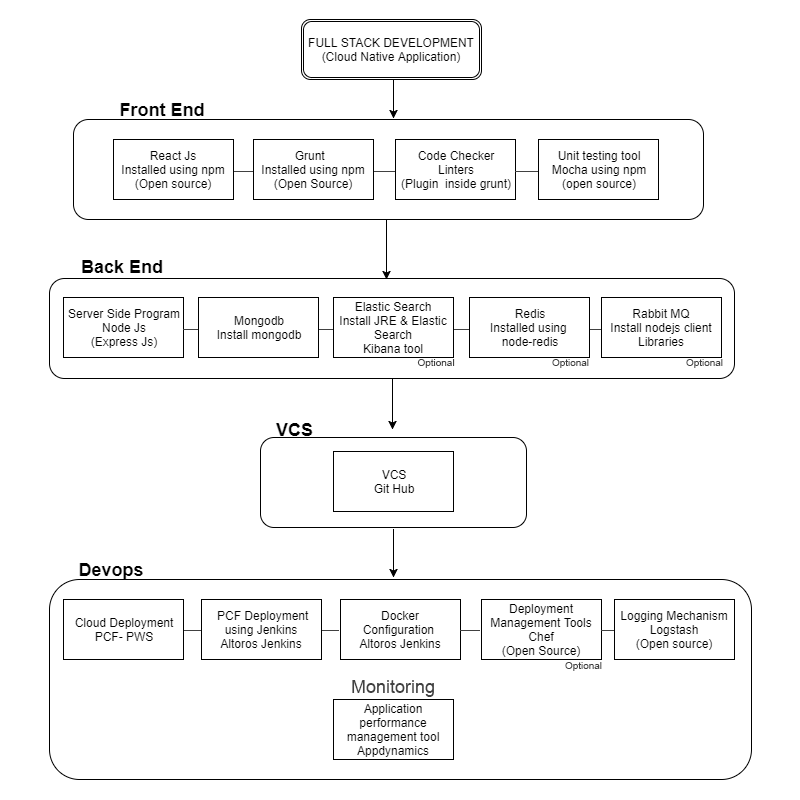 FULL STACK DEVELOPMENT
(Cloud Native Application)
Front End
React Js
Installed using npm
(Open source)
Grunt
Installed using npm
(Open Source)
Code Checker
Linters
(Plugin inside grunt)
Unit testing tool
Mocha using npm
(open source)
Back End
Server Side Program
Node Js
(Express Js)
Mongodb
Install mongodb
Elastic Search
Install JRE & Elastic
Search
Kibana tool
Optional
Redis
Installed using
node-redis
Optional
Rabbit MQ
Install nodejs client
Libraries
Optional
VCS
VCS
Git Hub
Devops
Cloud Deployment
PCF- PWS
PCF Deployment
using Jenkins
Altoros Jenkins
Docker
Configuration
Altoros Jenkins
Deployment
Management Tools
Chef
(Open Source)
Optional
Logging Mechanism
Logstash
(Open source)
Monitoring
Application
performance
management tool
Appdynamics